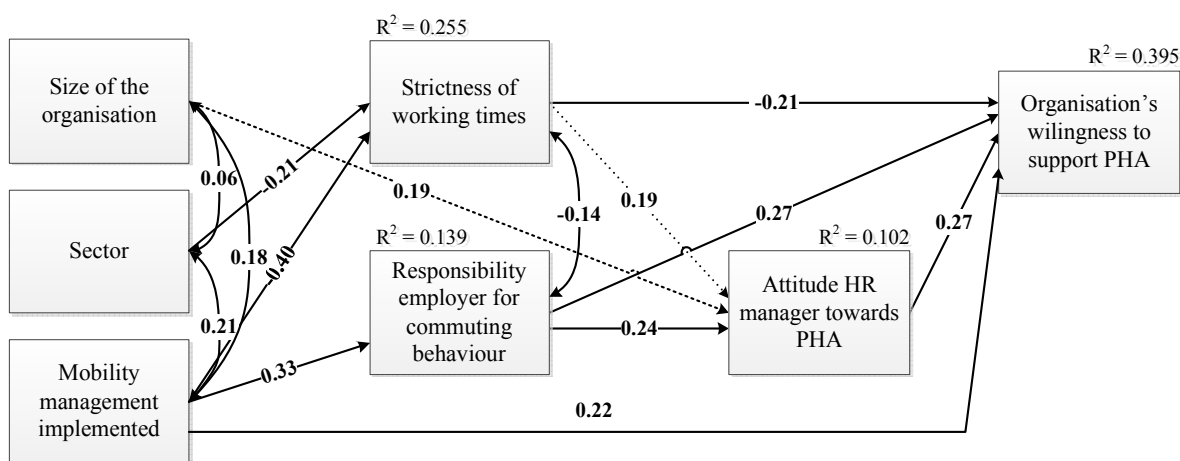 R² = 0.255
R² = 0.395
Size of the
organisation
Strictness of
working times
Organisation's
wilingness to
support PHA
-0.21
0.06
-0.21
0.19
0.19
-0.14
0.27
0.27
Sector
0.18
-0.40
R² = 0.139
R² = 0.102
Responsibility
employer for
commuting
behaviour
Attitude HR
manager towards
PHA
0.21
0.24
0.33
Mobility
management
implemented
0.22